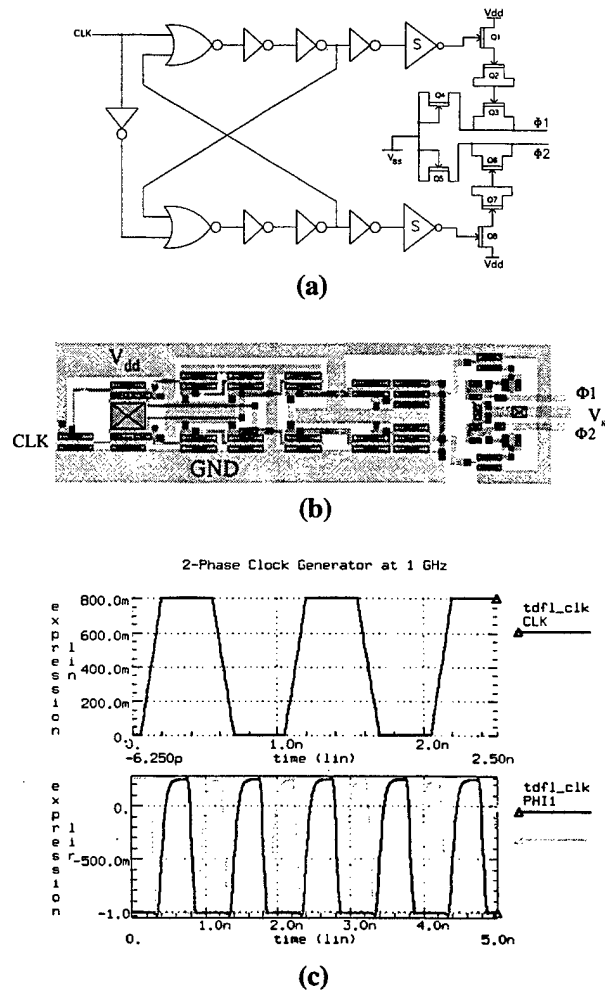 Vdd
CLK
S
Q1
Q2
Q4
Q3
Φ1
Φ2
Vss
Q5
Q6
Q7
S
Q8
Vdd
(a)
Vdd
Φ1
CLK
Φ2
GND
(b)
2-Phase Clock Generator at 1 GHz
expression
lin
800.0m
600.0m
400.0m
200.0m
0.
-6.250p
1.0n
2.0n
2.50n
time (lin)
tdfl_clk
CLK
expression
0.
-500.0m
-1.0
0.
1.0n
2.0n
3.0n
4.0n
5.0n
time (lin)
tdfl_clk
PHI1
(c)